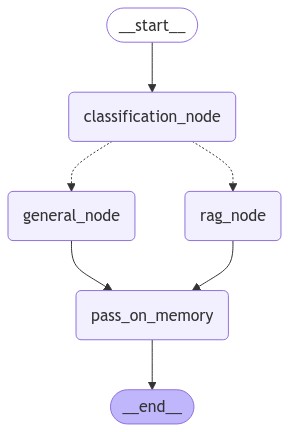 __start__
classification_node
general_node
rag_node
pass_on_memory
__end__